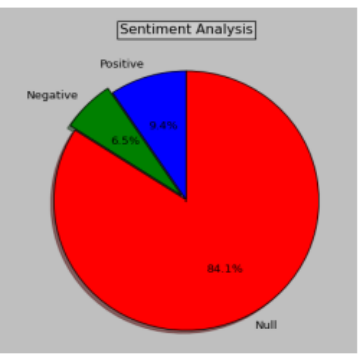 Sentiment Analysis
Positive
Negative
9.4%
6.5%
84.1%
Null